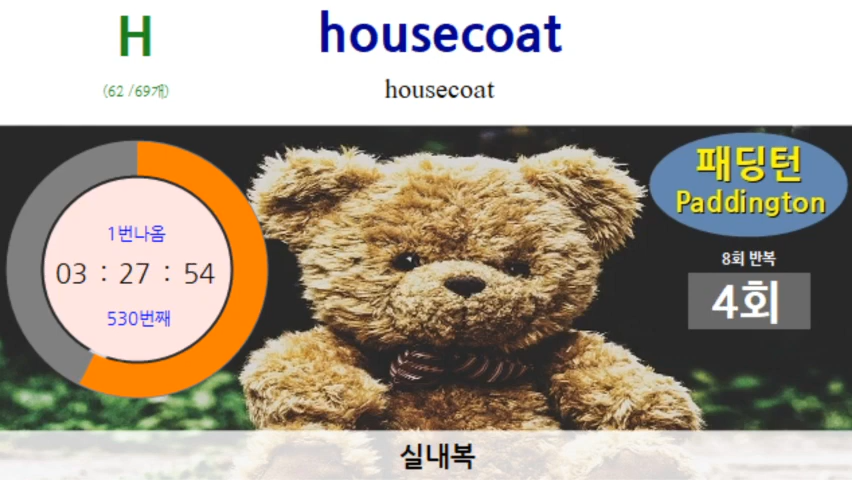 H
housecoat
(62 /69개)
housecoat
패딩턴
Paddington
1번나옴
03 : 27 : 54
530번째
8회 반복
4회
실내복